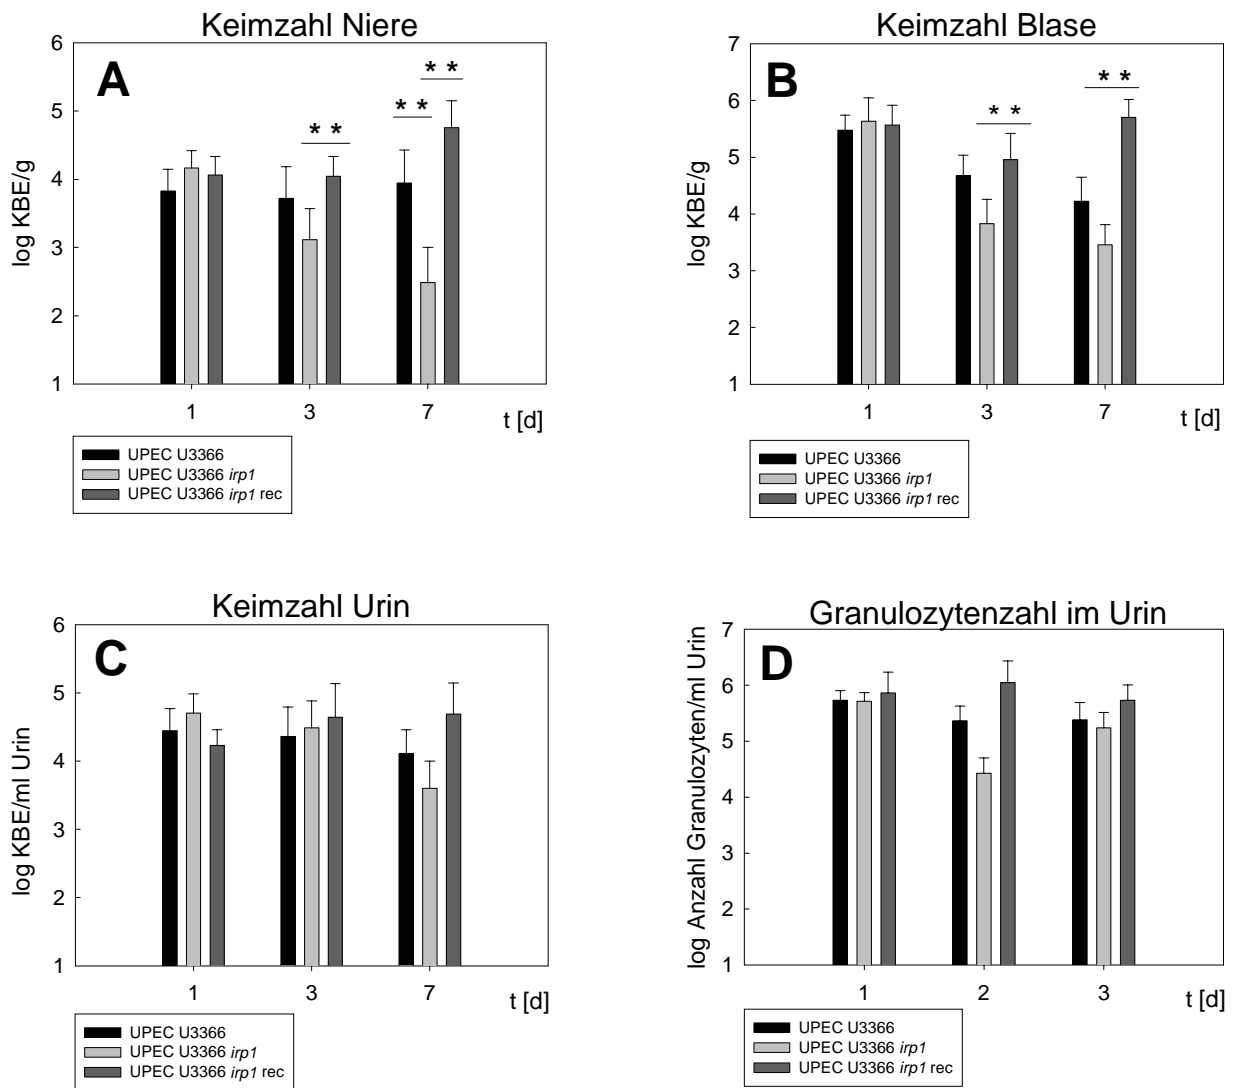 Keimzahl Niere
A
* *
* *
* *
log KBE/g
6
5
4
3
2
1
1 3 7 t [d]
UPEC U3366
UPEC U3366 irp1
UPEC U3366 irp1 rec
Keimzahl Blase
B
* *
* *
log KBE/g
7
6
5
4
3
2
1
1 3 7 t [d]
UPEC U3366
UPEC U3366 irp1
UPEC U3366 irp1 rec
Keimzahl Urin
C
log KBE/ml Urin
6
5
4
3
2
1
1 3 7 t [d]
UPEC U3366
UPEC U3366 irp1
UPEC U3366 irp1 rec
Granulozytenzahl im Urin
D
log Anzahl Granulozyten/ml Urin
7
6
5
4
3
2
1
1 2 3 t [d]
UPEC U3366
UPEC U3366 irp1
UPEC U3366 irp1 rec